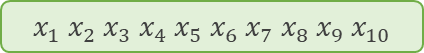 x₁ x₂ x₃ x₄ x₅ x₆ x₇ x₈ x₉ x₁₀